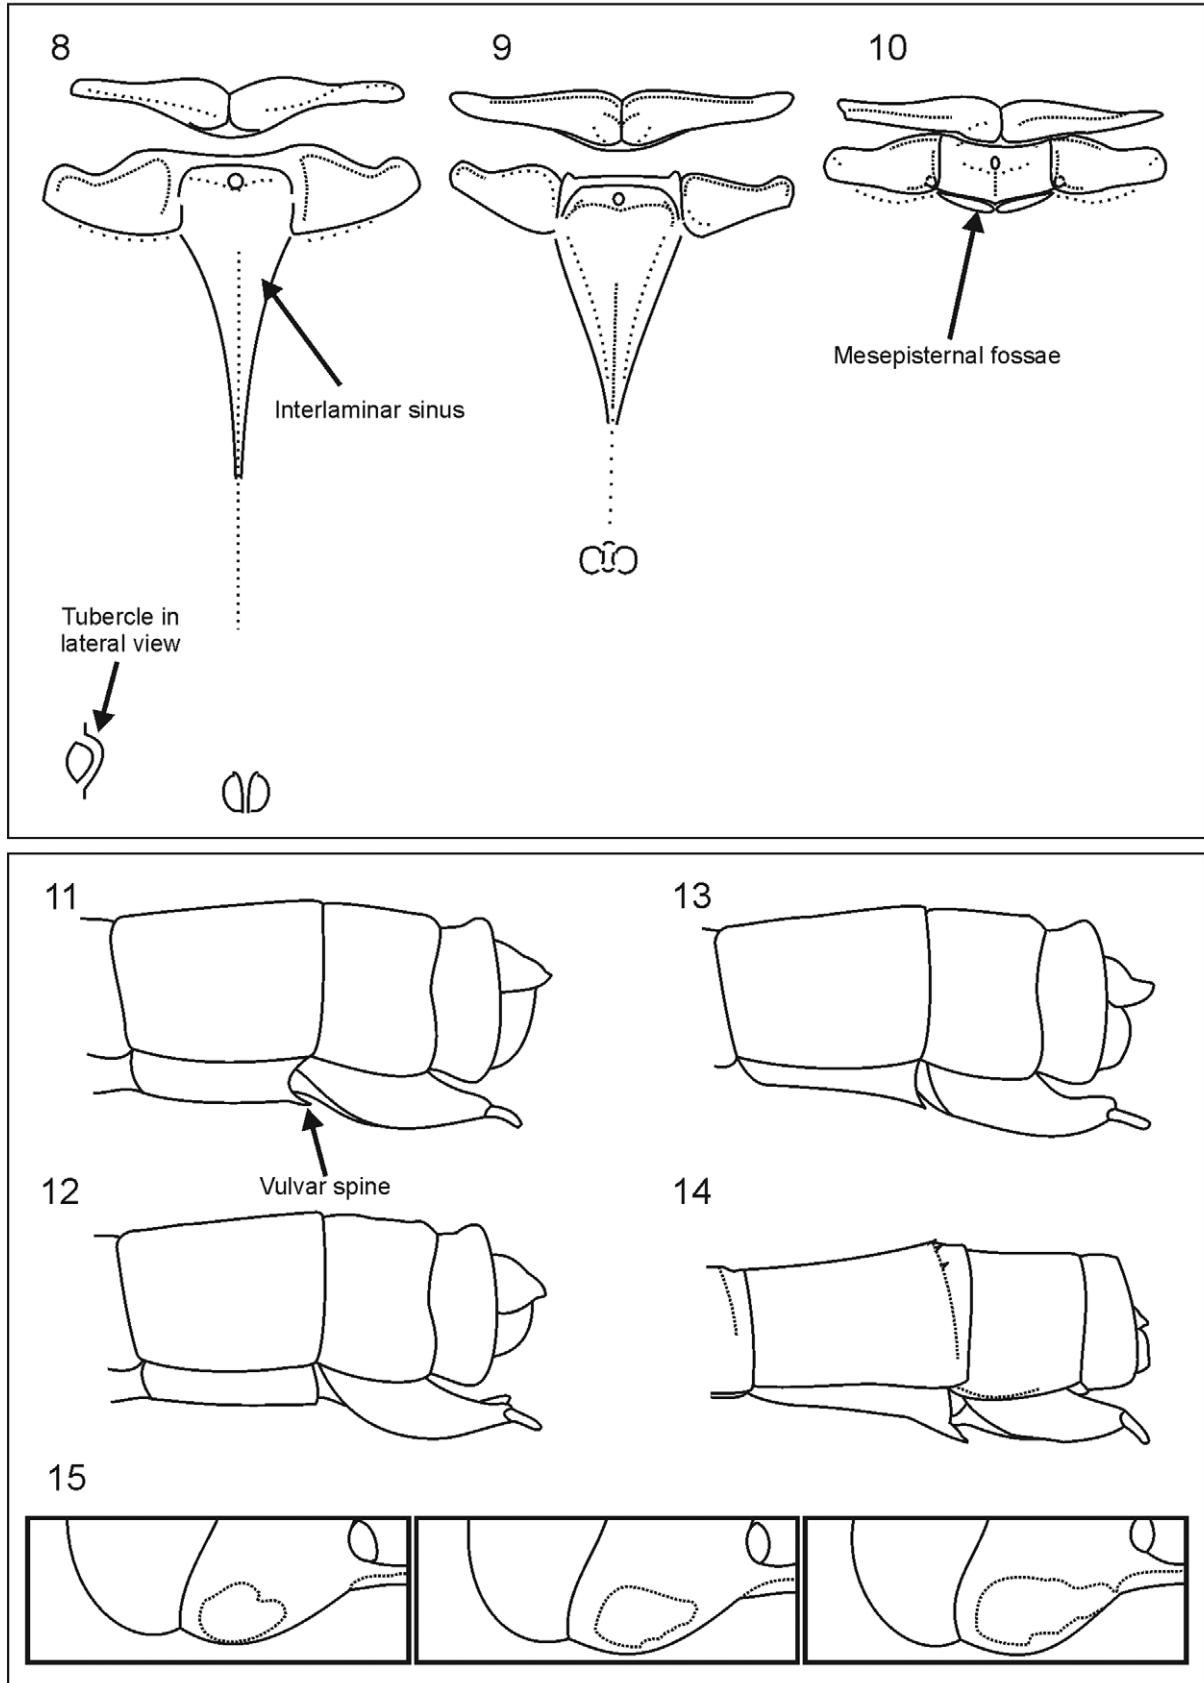 8
9
10
Mesepisternal fossae
Interlaminar sinus
Tubercle in
lateral view
11
13
Vulvar spine
12
14
15